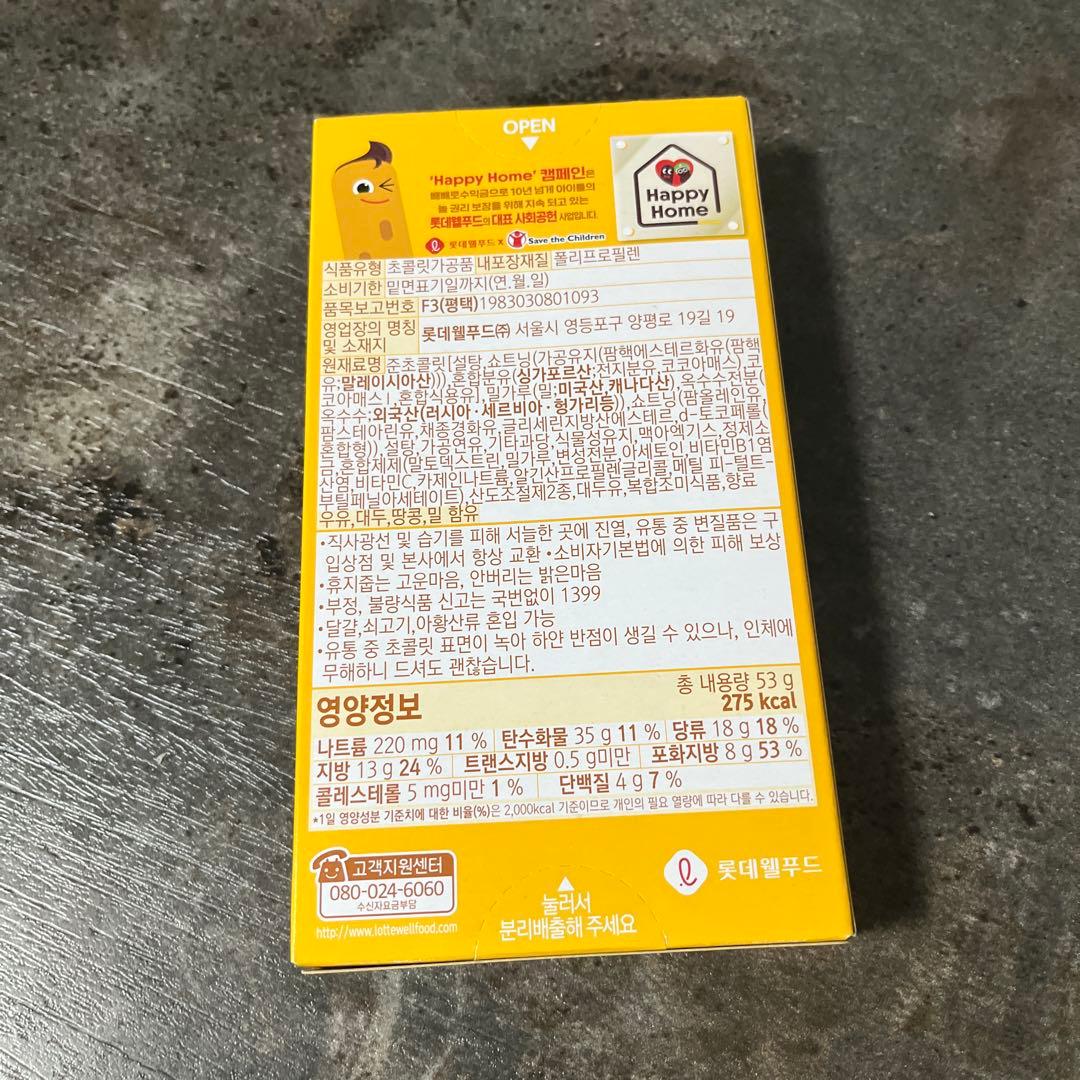 OPEN
'Happy Home' 캠페인은
빼빼로수익금으로 10년 넘게 아이들의
놀 권리 보장을 위해 지속 되고 있는
롯데웰푸드의 대표 사회공헌 사업입니다.
롯데웰푸드 x Save the Children
Happy
Home
식품유형 초콜릿가공품 내포장재질 폴리프로필렌
소비기한 밑면표기일까지(연.월.일)
품목보고번호 F3(평택)1983030801093
영업장의 명칭
및 소재지 롯데웰푸드㈜ 서울시 영등포구 양평로 19길 19
원재료명 준초콜릿[설탕,쇼트닝(가공유지(팜핵에스테르화유(팜핵
유;말레이시아산))),혼합분유(싱가포르산;전지분유,코코아매스),코
코아매스Ⅰ,혼합식용유], 밀가루(밀;미국산,캐나다산) 옥수수전분(
옥수수;외국산(러시아·세르비아·헝가리등)) 쇼트닝(팜올레인유,
팜스테아린유, 채종경화유, 글리세린지방산에스테르,d-토코페롤(
혼합형)), 설탕,가당연유,기타과당,식물성유지,맥아엑기스,정제소
금,혼합제제(말토덱스트린,밀가루,변성전분,아세토인,비타민B1염
산염,비타민C,카제인나트륨,알긴산프로필렌글리콜,메틸 피-틸트-
부틸페닐아세테이트),산도조절제2종,대두유,복합조미식품,향료
우유,대두,땅콩,밀 함유
•직사광선 및 습기를 피해 서늘한 곳에 진열, 유통 중 변질품은 구
입상점 및 본사에서 항상 교환 •소비자기본법에 의한 피해 보상
•휴지줍는 고운마음, 안버리는 밝은마음
•부정, 불량식품 신고는 국번없이 1399
•달걀,쇠고기,아황산류 혼입 가능
•유통 중 초콜릿 표면이 녹아 하얀 반점이 생길 수 있으나, 인체에
무해하니 드셔도 괜찮습니다.
영양정보 총 내용량 53 g
275 kcal
나트륨 220 mg 11 % 탄수화물 35 g 11 % 당류 18 g 18 %
지방 13 g 24 % 트랜스지방 0.5 g미만 포화지방 8 g 53 %
콜레스테롤 5 mg미만 1 % 단백질 4 g 7 %
*1일 영양성분 기준치에 대한 비율(%)은 2,000kcal 기준이므로 개인의 필요 열량에 따라 다를 수 있습니다.
고객지원센터
080-024-6060
수신자요금부담
http://www.lottewellfood.com
눌러서
분리배출해 주세요
롯데웰푸드